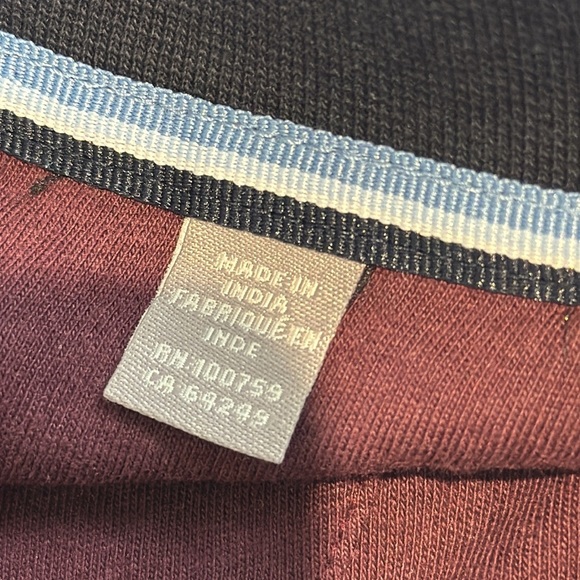 MADE IN
INDIA
FABRIQUÉ EN
INDE
RN 100759
CA 64249